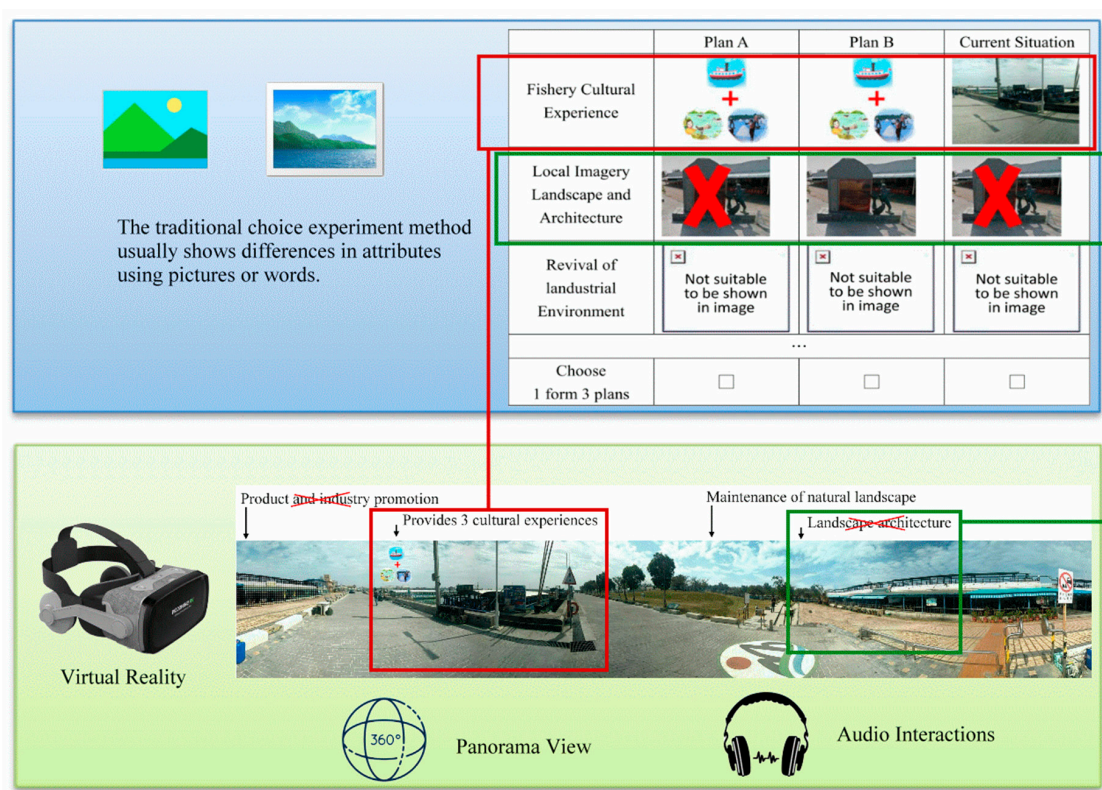 Plan A
Plan B
Current Situation
Fishery Cultural
Experience
Local Imagery
Landscape and
Architecture
Revival of
landustrial
Environment
Not suitable
to be shown
in image
Not suitable
to be shown
in image
Not suitable
to be shown
in image
...
Choose
1 form 3 plans
The traditional choice experiment method
usually shows differences in attributes
using pictures or words.
Product and industry promotion
Provides 3 cultural experiences
Maintenance of natural landscape
Landscape architecture
Virtual Reality
360°
Panorama View
Audio Interactions